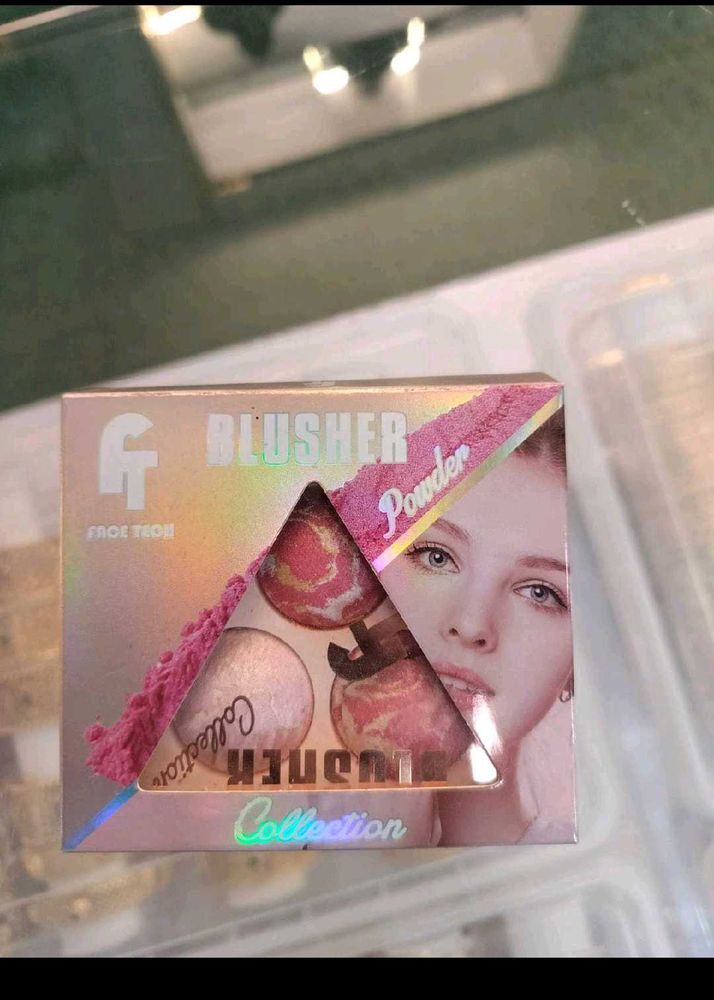 FT
BLUSHER
FACE TECH
Powder
Collection
BLUSHER
Collection